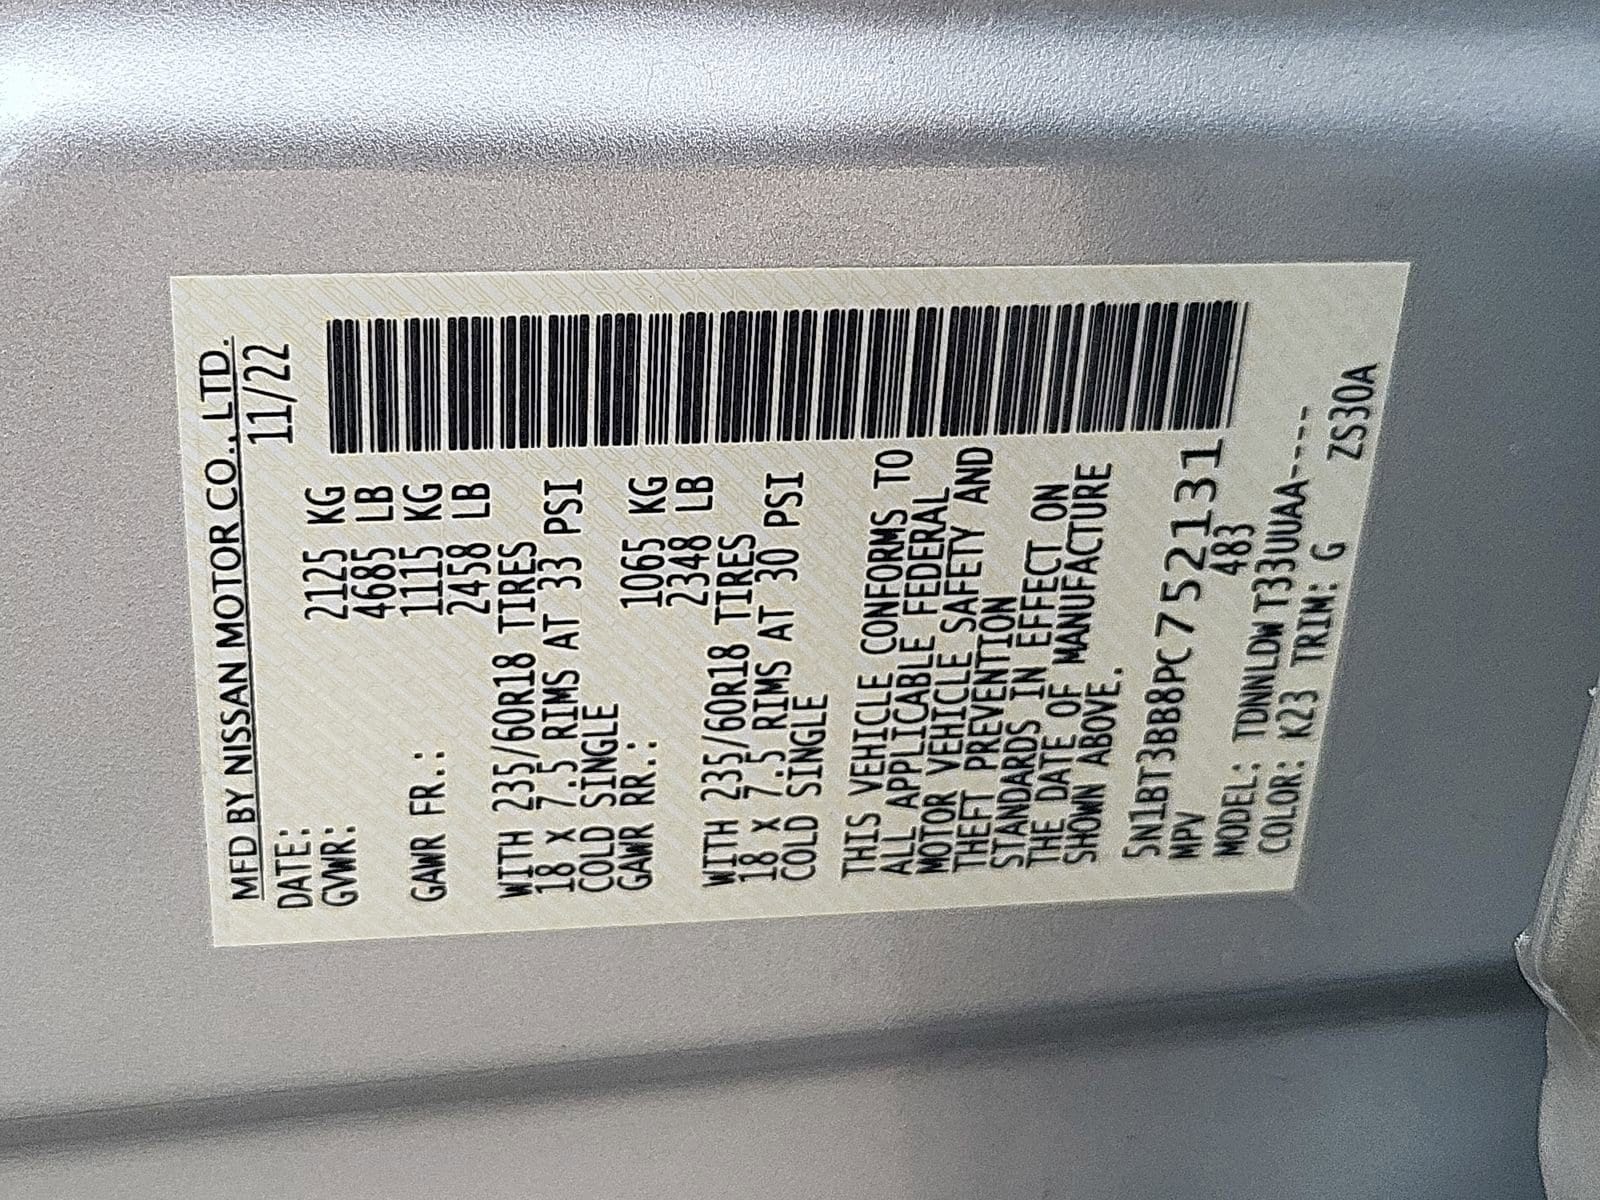 MFD BY NISSAN MOTOR CO., LTD.
DATE: 11/22
GVWR: 2125 KG
4685 LB
GAWR FR.: 1115 KG
2458 LB
WITH 235/60R18 TIRES
18 X 7.5 RIMS AT 33 PSI
COLD SINGLE
GAWR RR.: 1065 KG
2348 LB
WITH 235/60R18 TIRES
18 X 7.5 RIMS AT 30 PSI
COLD SINGLE
THIS VEHICLE CONFORMS TO
ALL APPLICABLE FEDERAL
MOTOR VEHICLE SAFETY AND
THEFT PREVENTION
STANDARDS IN EFFECT ON
THE DATE OF MANUFACTURE
SHOWN ABOVE.
5N1BT3BB8PC752131
MPV 483
MODEL: TDNNLDW T33UUAA-----
COLOR: K23 TRIM: G ZS30A